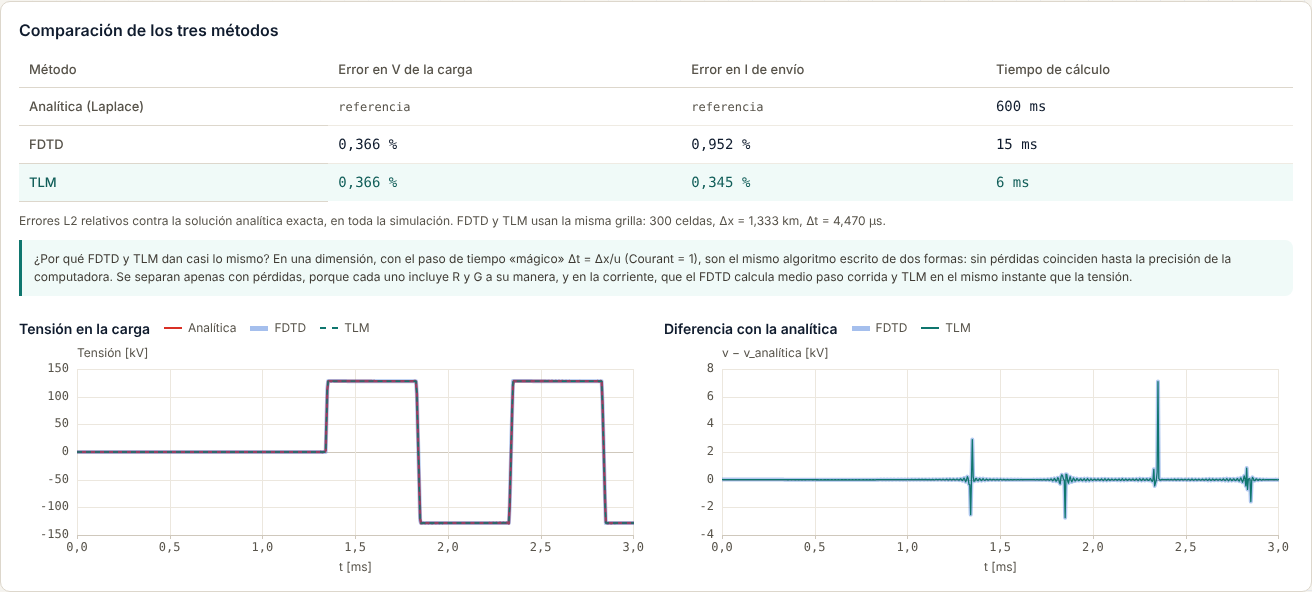 Comparación de los tres métodos
Método Error en V de la carga Error en I de envío Tiempo de cálculo
Analítica (Laplace) referencia referencia 600 ms
FDTD 0,366 % 0,952 % 15 ms
TLM 0,366 % 0,345 % 6 ms
Errores L2 relativos contra la solución analítica exacta, en toda la simulación. FDTD y TLM usan la misma grilla: 300 celdas, Δx = 1,333 km, Δt = 4,470 µs.
¿Por qué FDTD y TLM dan casi lo mismo? En una dimensión, con el paso de tiempo «mágico» Δt = Δx/u (Courant = 1), son el mismo algoritmo escrito de dos formas: sin pérdidas coinciden hasta la precisión de la
computadora. Se separan apenas con pérdidas, porque cada uno incluye R y G a su manera, y en la corriente, que el FDTD calcula medio paso corrida y TLM en el mismo instante que la tensión.
Tensión en la carga Analítica FDTD TLM
Tensión [kV]
150
100
50
0
-50
-100
-150
0,0 0,5 1,0 1,5 2,0 2,5 3,0
t [ms]
Diferencia con la analítica FDTD TLM
v − v_analítica [kV]
8
6
4
2
0
-2
-4
0,0 0,5 1,0 1,5 2,0 2,5 3,0
t [ms]